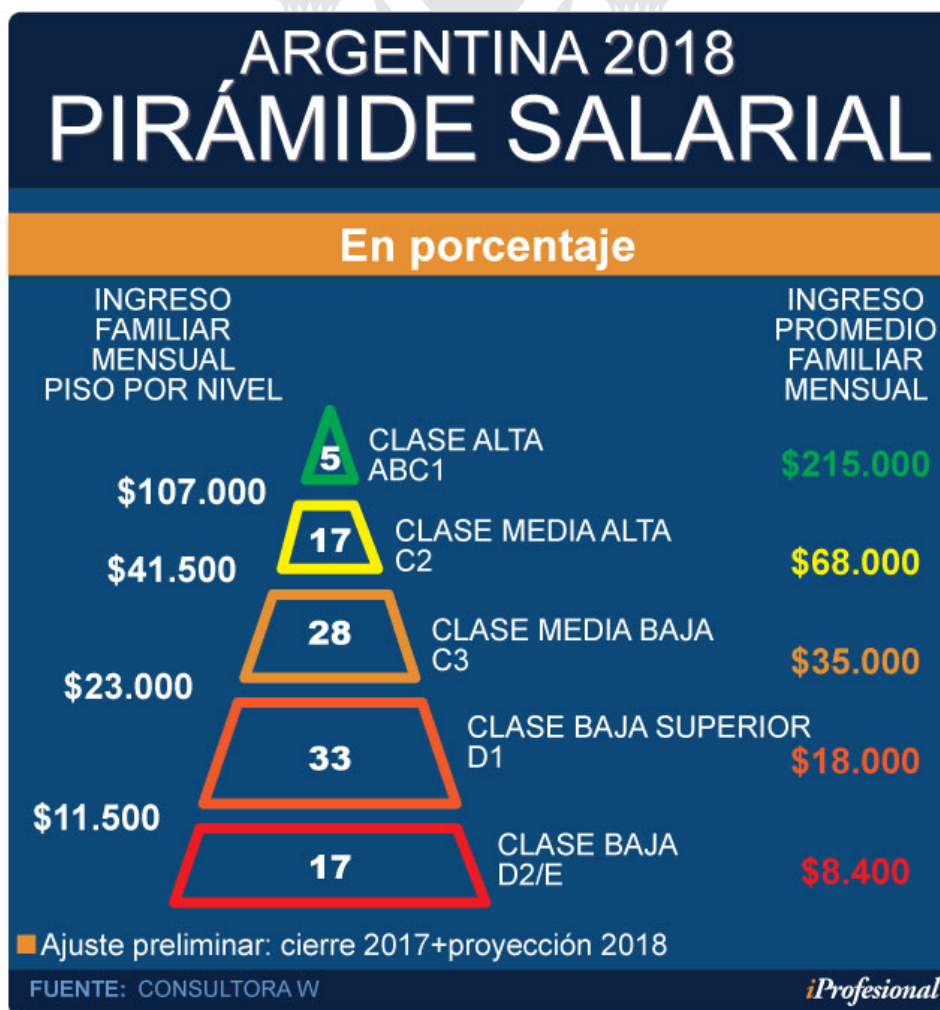 ARGENTINA 2018
PIRÁMIDE SALARIAL
En porcentaje
INGRESO
FAMILIAR
MENSUAL
PISO POR NIVEL
INGRESO
PROMEDIO
FAMILIAR
MENSUAL
5
CLASE ALTA
ABC1
$215.000
$107.000
17
CLASE MEDIA ALTA
C2
$68.000
$41.500
28
CLASE MEDIA BAJA
C3
$35.000
$23.000
33
CLASE BAJA SUPERIOR
D1
$18.000
$11.500
17
CLASE BAJA
D2/E
$8.400
Ajuste preliminar: cierre 2017+proyección 2018
FUENTE: CONSULTORA W
iProfesional